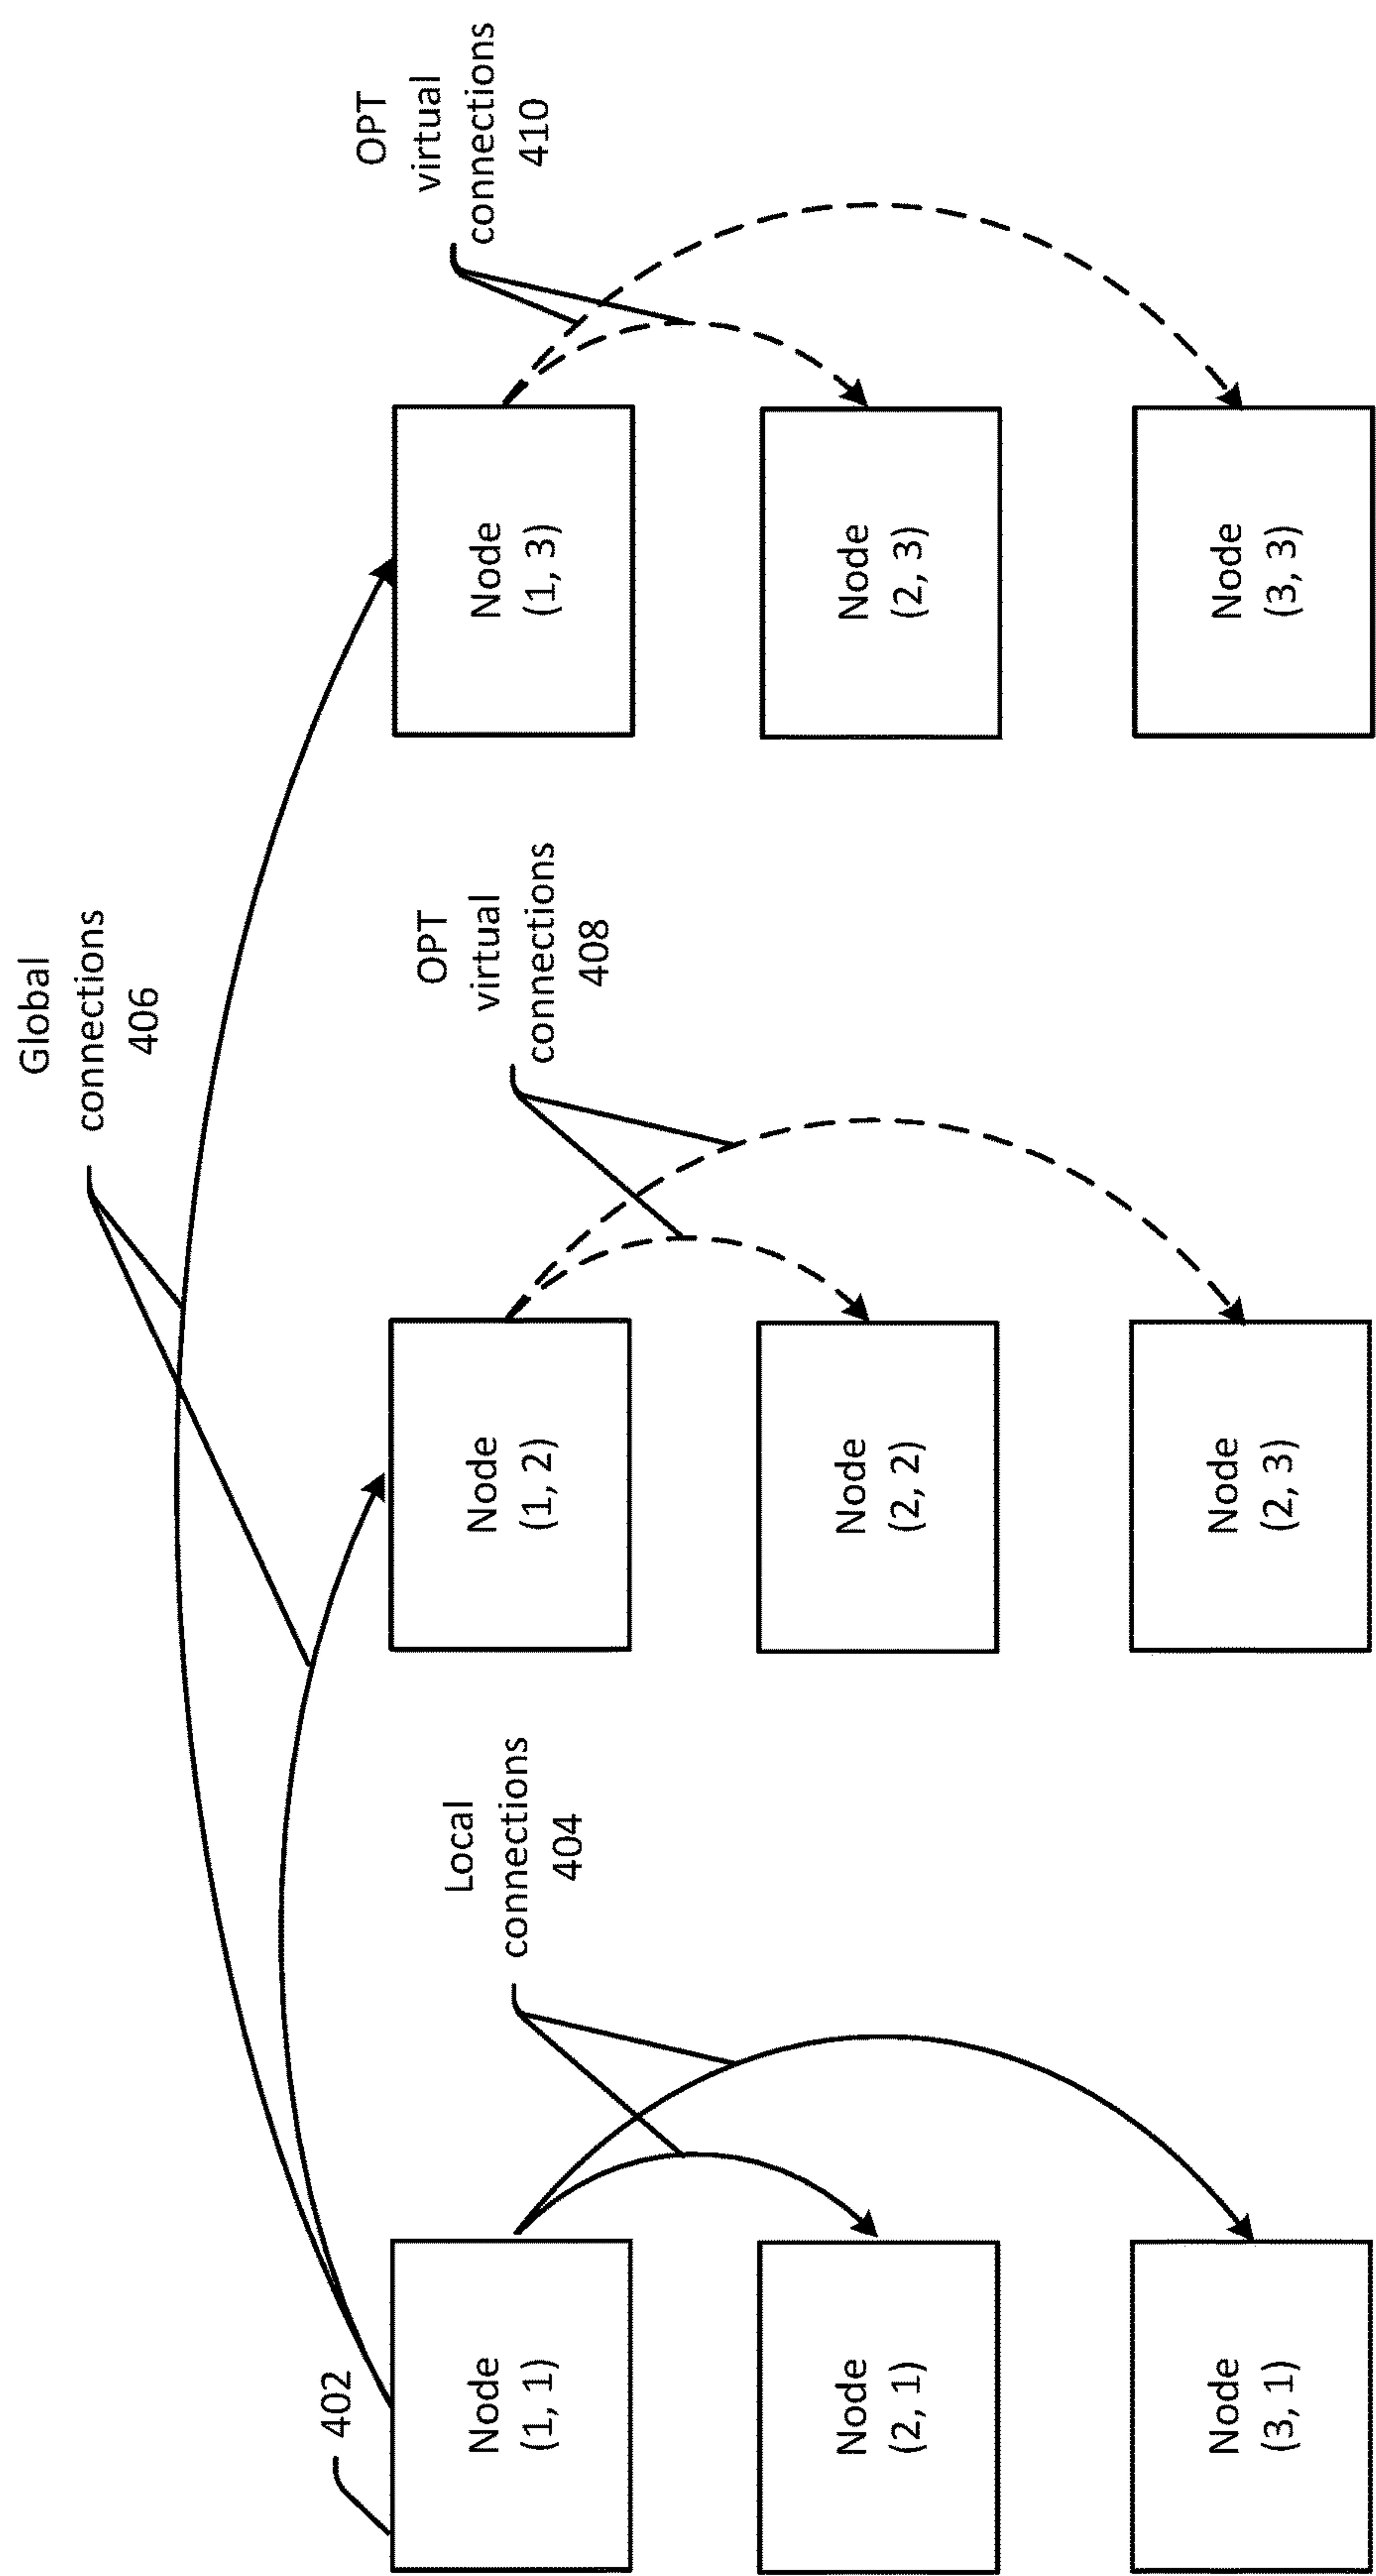 Global
connections
406
402
Local
connections
404
OPT
virtual
connections
408
OPT
virtual
connections
410
Node
(1, 1)
Node
(1, 2)
Node
(1, 3)
Node
(2, 1)
Node
(2, 2)
Node
(2, 3)
Node
(3, 1)
Node
(2, 3)
Node
(3, 3)